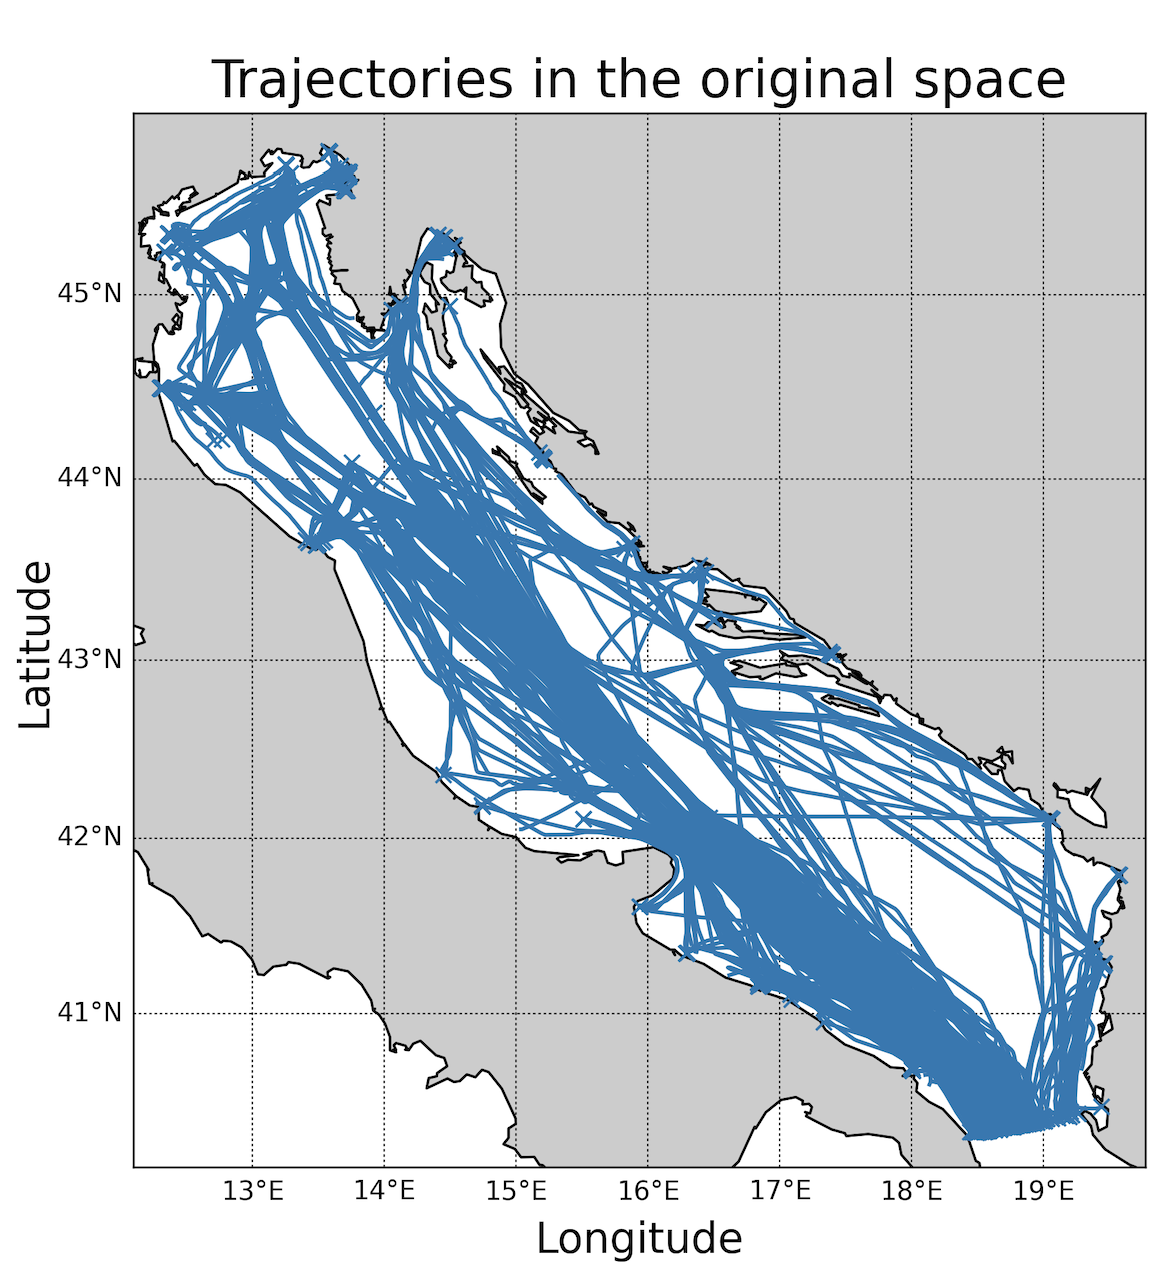 Trajectories in the original space
45°N
44°N
43°N
42°N
41°N
Latitude
13°E 14°E 15°E 16°E 17°E 18°E 19°E
Longitude